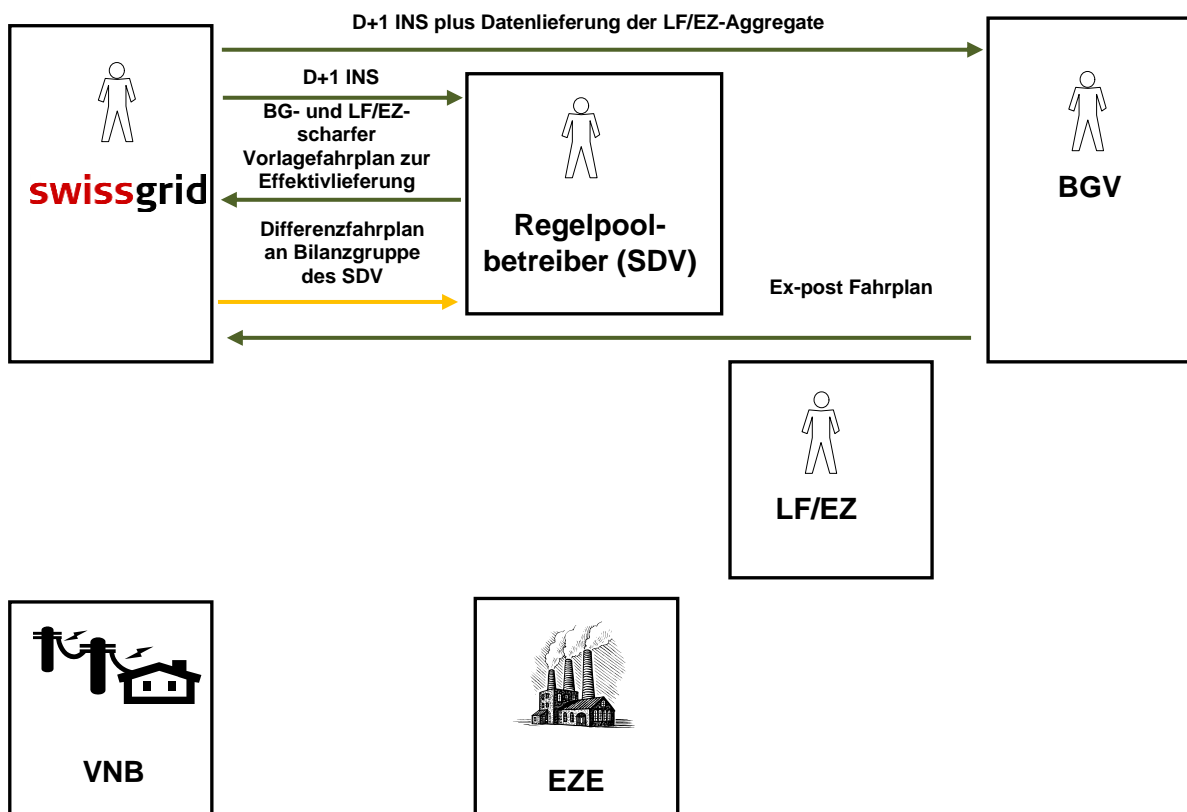 D+1 INS plus Datenlieferung der LF/EZ-Aggregate
D+1 INS
BG- und LF/EZ-
scharfer
Vorlagefahrplan zur
Effektivlieferung
swissgrid
Differenzfahrplan
an Bilanzgruppe
des SDV
Regelpool-
betreiber (SDV)
BGV
Ex-post Fahrplan
LF/EZ
VNB
EZE